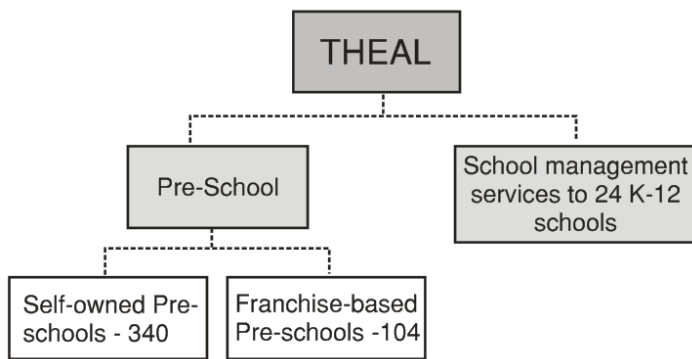 THEAL
Pre-School
School management
services to 24 K-12
schools
Self-owned Pre-
schools - 340
Franchise-based
Pre-schools -104